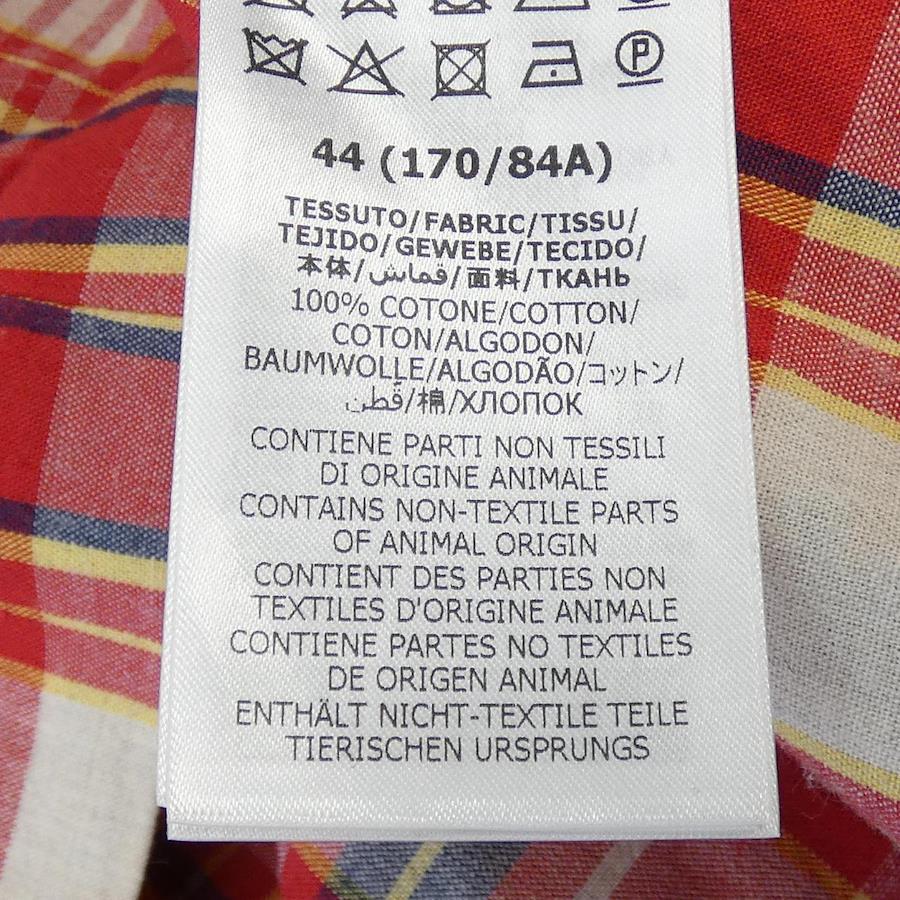 P
44 (170/84A)
TESSUTO/FABRIC/TISSU/
TEJIDO/GEWEBE/TECIDO/
本体/قماش/面料/ТКАНЬ
100% COTONE/COTTON/
COTON/ALGODON/
BAUMWOLLE/ALGODÃO/コットン/
قطن/棉/ХЛОПОК
CONTIENE PARTI NON TESSILI
DI ORIGINE ANIMALE
CONTAINS NON-TEXTILE PARTS
OF ANIMAL ORIGIN
CONTIENT DES PARTIES NON
TEXTILES D'ORIGINE ANIMALE
CONTIENE PARTES NO TEXTILES
DE ORIGEN ANIMAL
ENTHÄLT NICHT-TEXTILE TEILE
TIERISCHEN URSPRUNGS